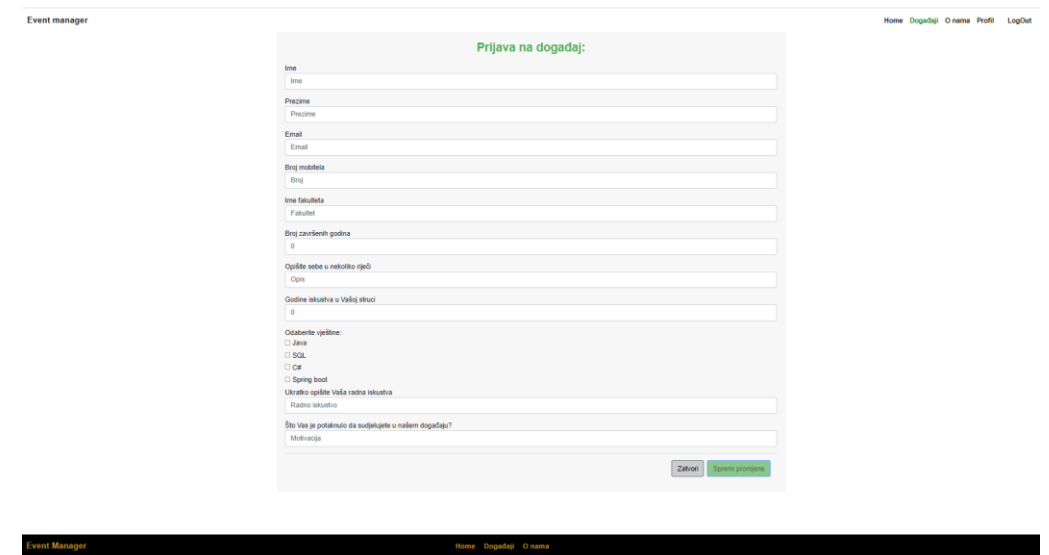 Event manager
Home Događaji O nama Profil LogOut
Prijava na događaj:
Ime
Ime
Prezime
Prezime
Email
Email
Broj mobitela
Broj
Ime fakulteta
Fakultet
Broj završenih godina
0
Opišite sebe u nekoliko riječi
Opis
Godine iskustva u Vašoj struci
0
Odaberite vještine:
Java
SQL
C#
Spring boot
Ukratko opišite Vaša radna iskustva
Radno iskustvo
Što Vas je potaknulo da sudjelujete u našem događaju?
Motivacija
Zatvori Spremi promjene
Event Manager Home Događaji O nama